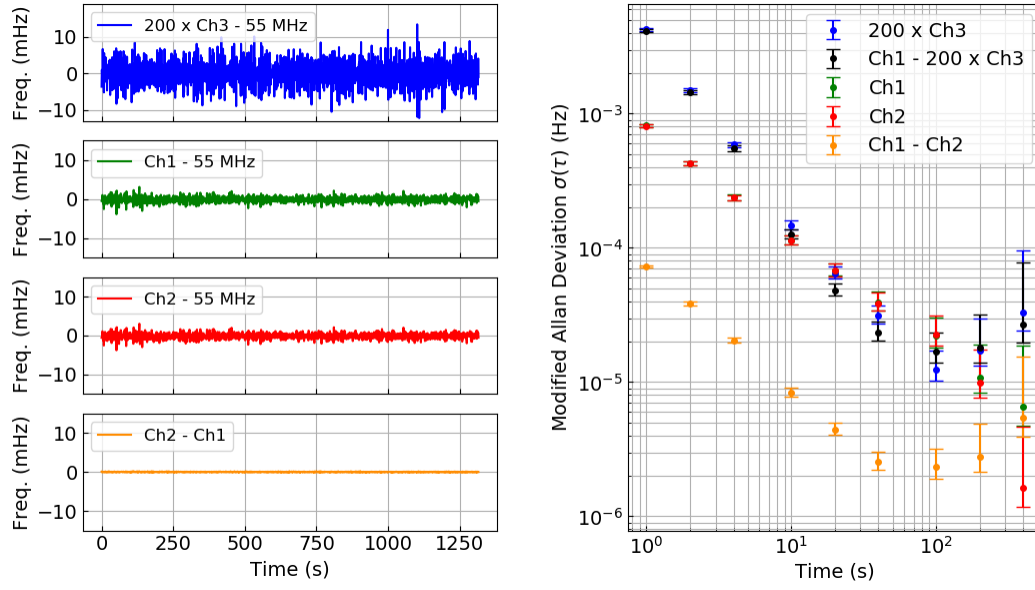 200 x Ch3 - 55 MHz
Freq. (mHz)
10
0
−10
Ch1 - 55 MHz
Freq. (mHz)
10
0
−10
Ch2 - 55 MHz
Freq. (mHz)
10
0
−10
Ch2 - Ch1
Freq. (mHz)
10
0
−10
0 250 500 750 1000 1250
Time (s)
Modified Allan Deviation σ(τ) (Hz)
10⁻³
10⁻⁴
10⁻⁵
10⁻⁶
200 x Ch3
Ch1 - 200 x Ch3
Ch1
Ch2
Ch1 - Ch2
10⁰ 10¹ 10²
Time (s)